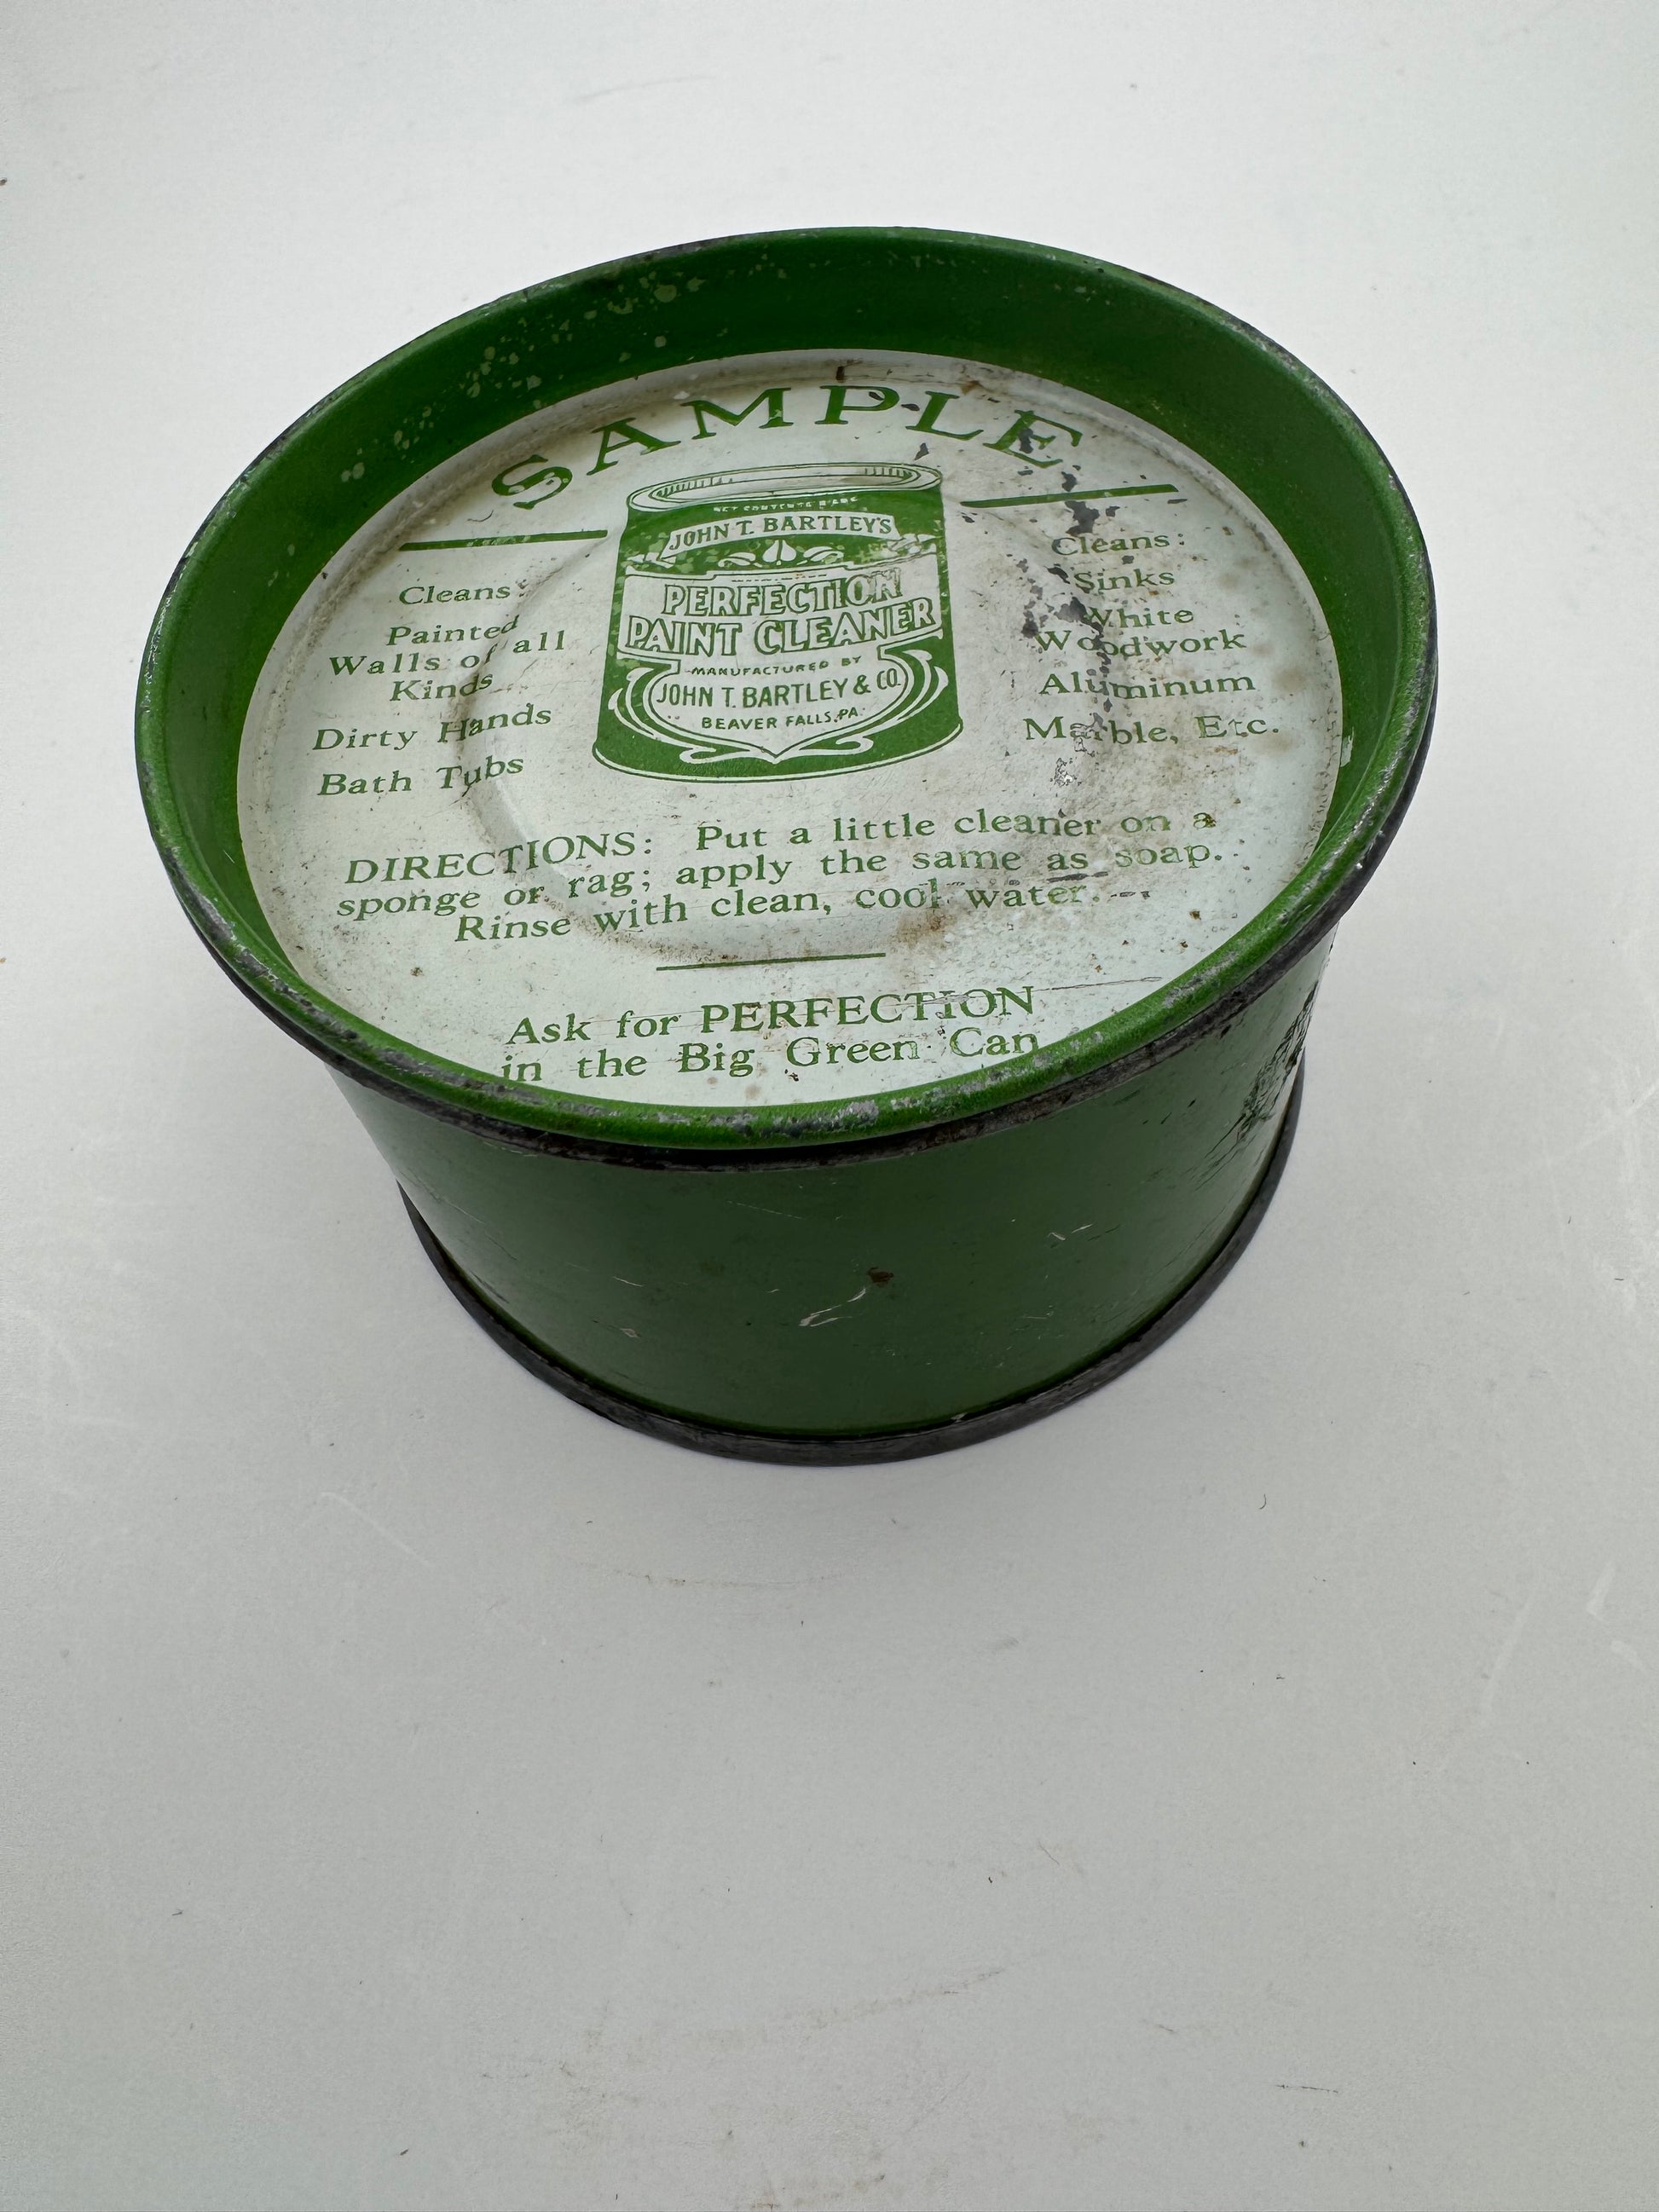 SAMPLE
JOHN T. BARTLEY'S
PERFECTION
PAINT CLEANER
MANUFACTURED BY
JOHN T. BARTLEY & CO.
BEAVER FALLS, PA.
Cleans:
Painted
Walls of all
Kinds
Dirty Hands
Bath Tubs
Cleans:
Sinks
White
Woodwork
Aluminum
Marble, Etc.
DIRECTIONS: Put a little cleaner on a
sponge or rag; apply the same as soap.
Rinse with clean, cool water.
Ask for PERFECTION
in the Big Green Can